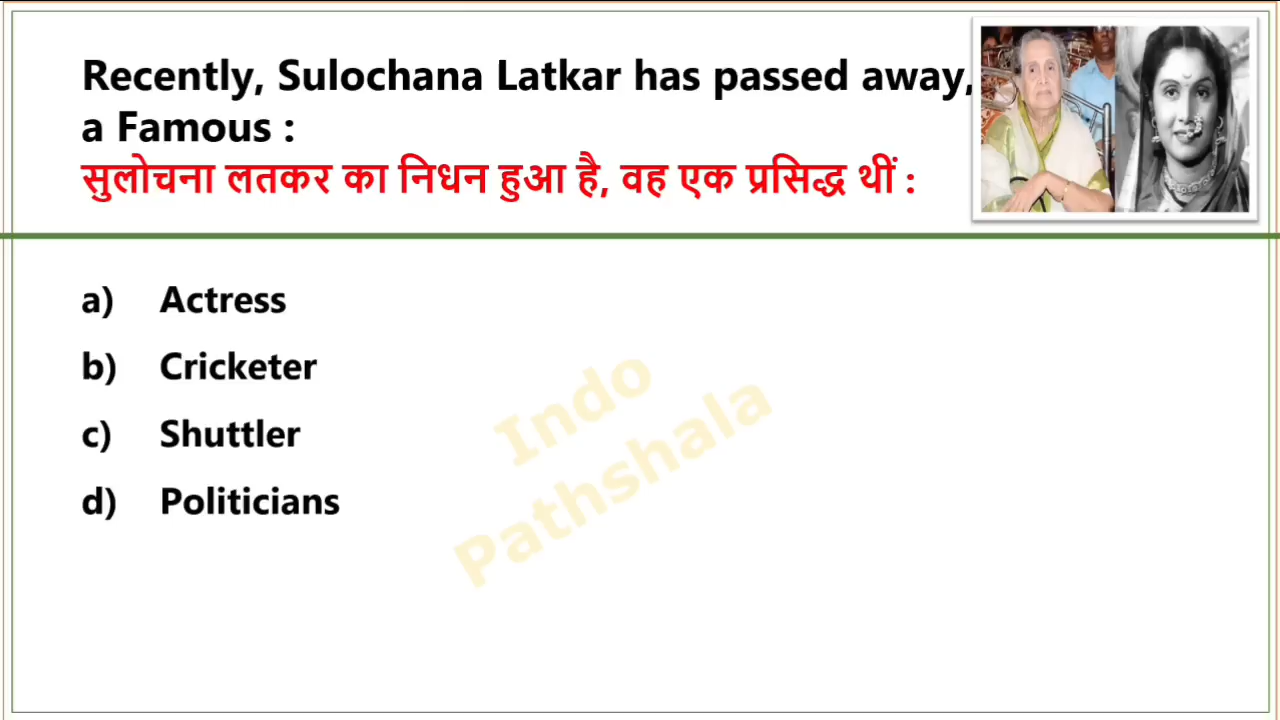 Recently, Sulochana Latkar has passed away,
a Famous :
सुलोचना लतकर का निधन हुआ है, वह एक प्रसिद्ध थीं :
a) Actress
b) Cricketer
c) Shuttler
d) Politicians
Indo
Pathshala